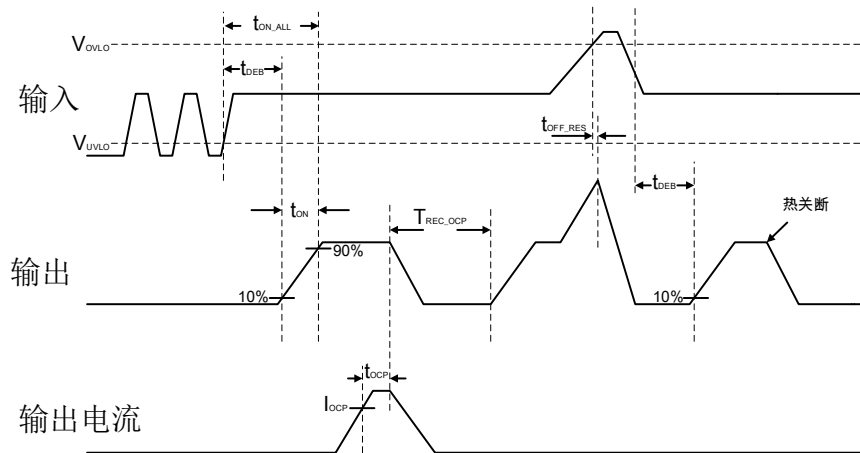 tON_ALL
VOVLO
tDEB
输入
tOFF_RES
VUVLO
tDEB
热关断
tON
TREC_OCP
90%
输出
10%
10%
tOCP
IOCP
输出电流